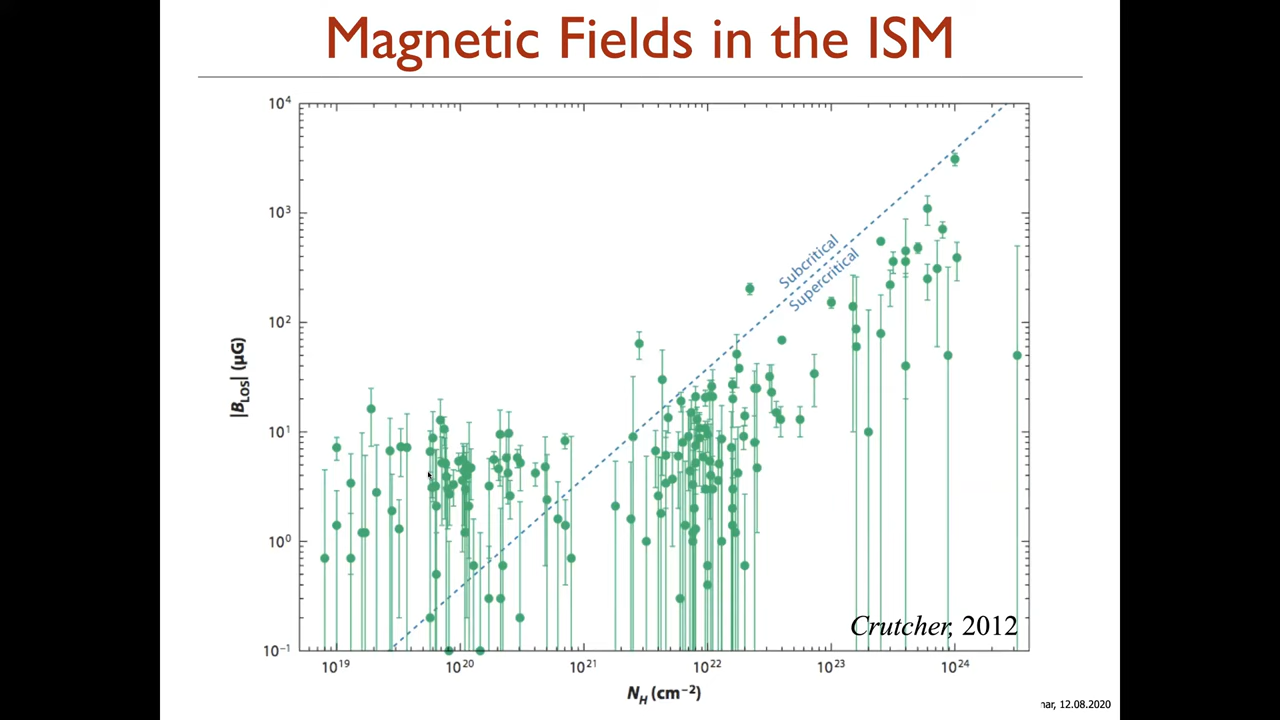 Magnetic Fields in the ISM
10⁴
10³
10²
10¹
10⁰
10⁻¹
|B_LOS| (μG)
Subcritical
Supercritical
Crutcher, 2012
10¹⁹ 10²⁰ 10²¹ 10²² 10²³ 10²⁴
N_H (cm⁻²)
12.08.2020